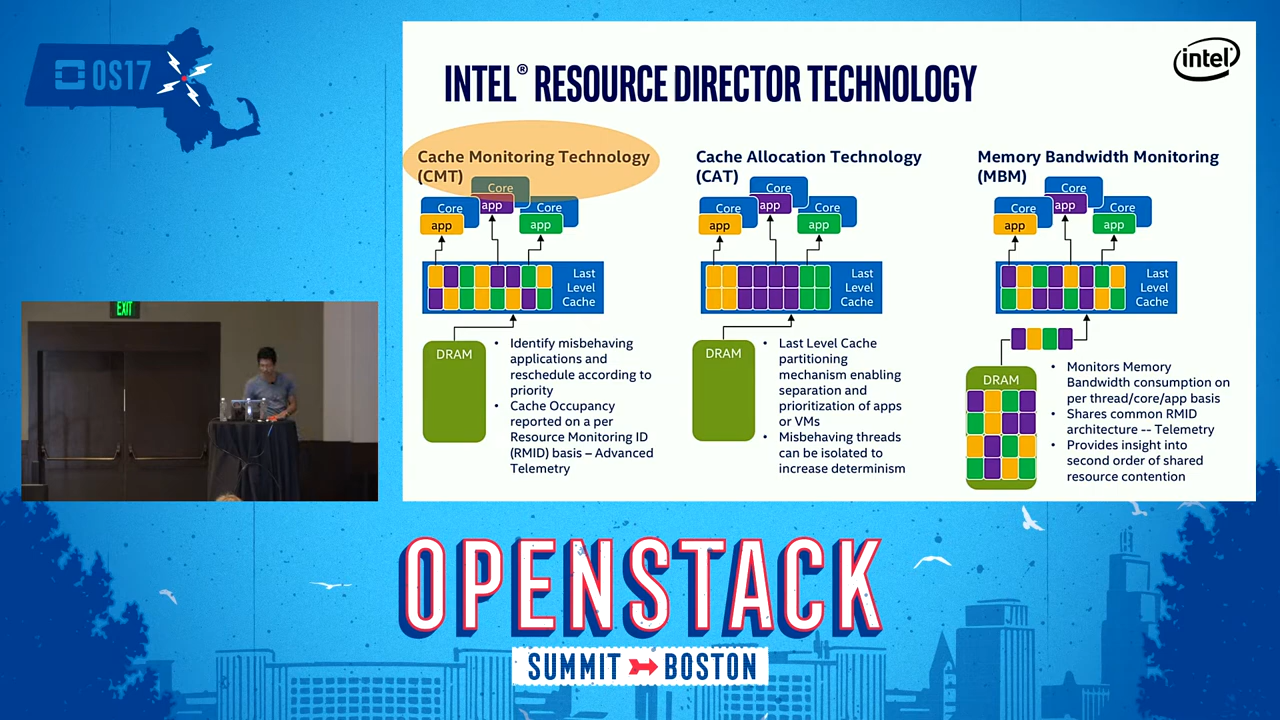 OS17
INTEL® RESOURCE DIRECTOR TECHNOLOGY
intel
Cache Monitoring Technology
(CMT)
Core
Core
app
Core
app
app
Last
Level
Cache
DRAM
• Identify misbehaving
applications and
reschedule according to
priority
• Cache Occupancy
reported on a per
Resource Monitoring ID
(RMID) basis – Advanced
Telemetry
Cache Allocation Technology
(CAT)
Core
Core
app
Core
app
app
Last
Level
Cache
DRAM
• Last Level Cache
partitioning
mechanism enabling
separation and
prioritization of apps
or VMs
• Misbehaving threads
can be isolated to
increase determinism
Memory Bandwidth Monitoring
(MBM)
Core
Core
app
Core
app
app
Last
Level
Cache
DRAM
• Monitors Memory
Bandwidth consumption on
per thread/core/app basis
• Shares common RMID
architecture -- Telemetry
• Provides insight into
second order of shared
resource contention
EXIT
OPENSTACK
SUMMIT BOSTON